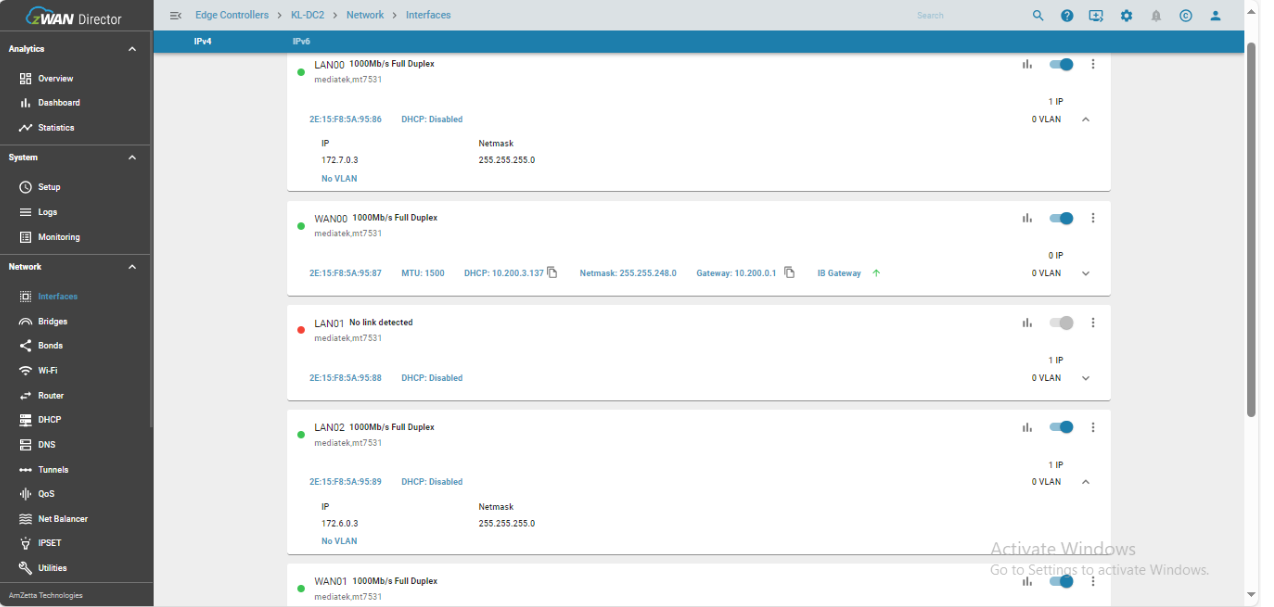 zWAN Director
Edge Controllers > KL-DC2 > Network > Interfaces
Search
IPv4 IPv6
Analytics
Overview
Dashboard
Statistics
System
Setup
Logs
Monitoring
Network
Interfaces
Bridges
Bonds
Wi-Fi
Router
DHCP
DNS
Tunnels
QoS
Net Balancer
IPSET
Utilities
AmZetta Technologies
LAN00 1000Mb/s Full Duplex
mediatek,mt7531
1 IP
2E:15:F8:5A:95:86 DHCP: Disabled 0 VLAN
IP Netmask
172.7.0.3 255.255.255.0
No VLAN
WAN00 1000Mb/s Full Duplex
mediatek,mt7531
0 IP
2E:15:F8:5A:95:87 MTU: 1500 DHCP: 10.200.3.137 Netmask: 255.255.248.0 Gateway: 10.200.0.1 IB Gateway 0 VLAN
LAN01 No link detected
mediatek,mt7531
1 IP
2E:15:F8:5A:95:88 DHCP: Disabled 0 VLAN
LAN02 1000Mb/s Full Duplex
mediatek,mt7531
1 IP
2E:15:F8:5A:95:89 DHCP: Disabled 0 VLAN
IP Netmask
172.6.0.3 255.255.255.0
No VLAN
WAN01 1000Mb/s Full Duplex
mediatek,mt7531
Activate Windows
Go to Settings to activate Windows.